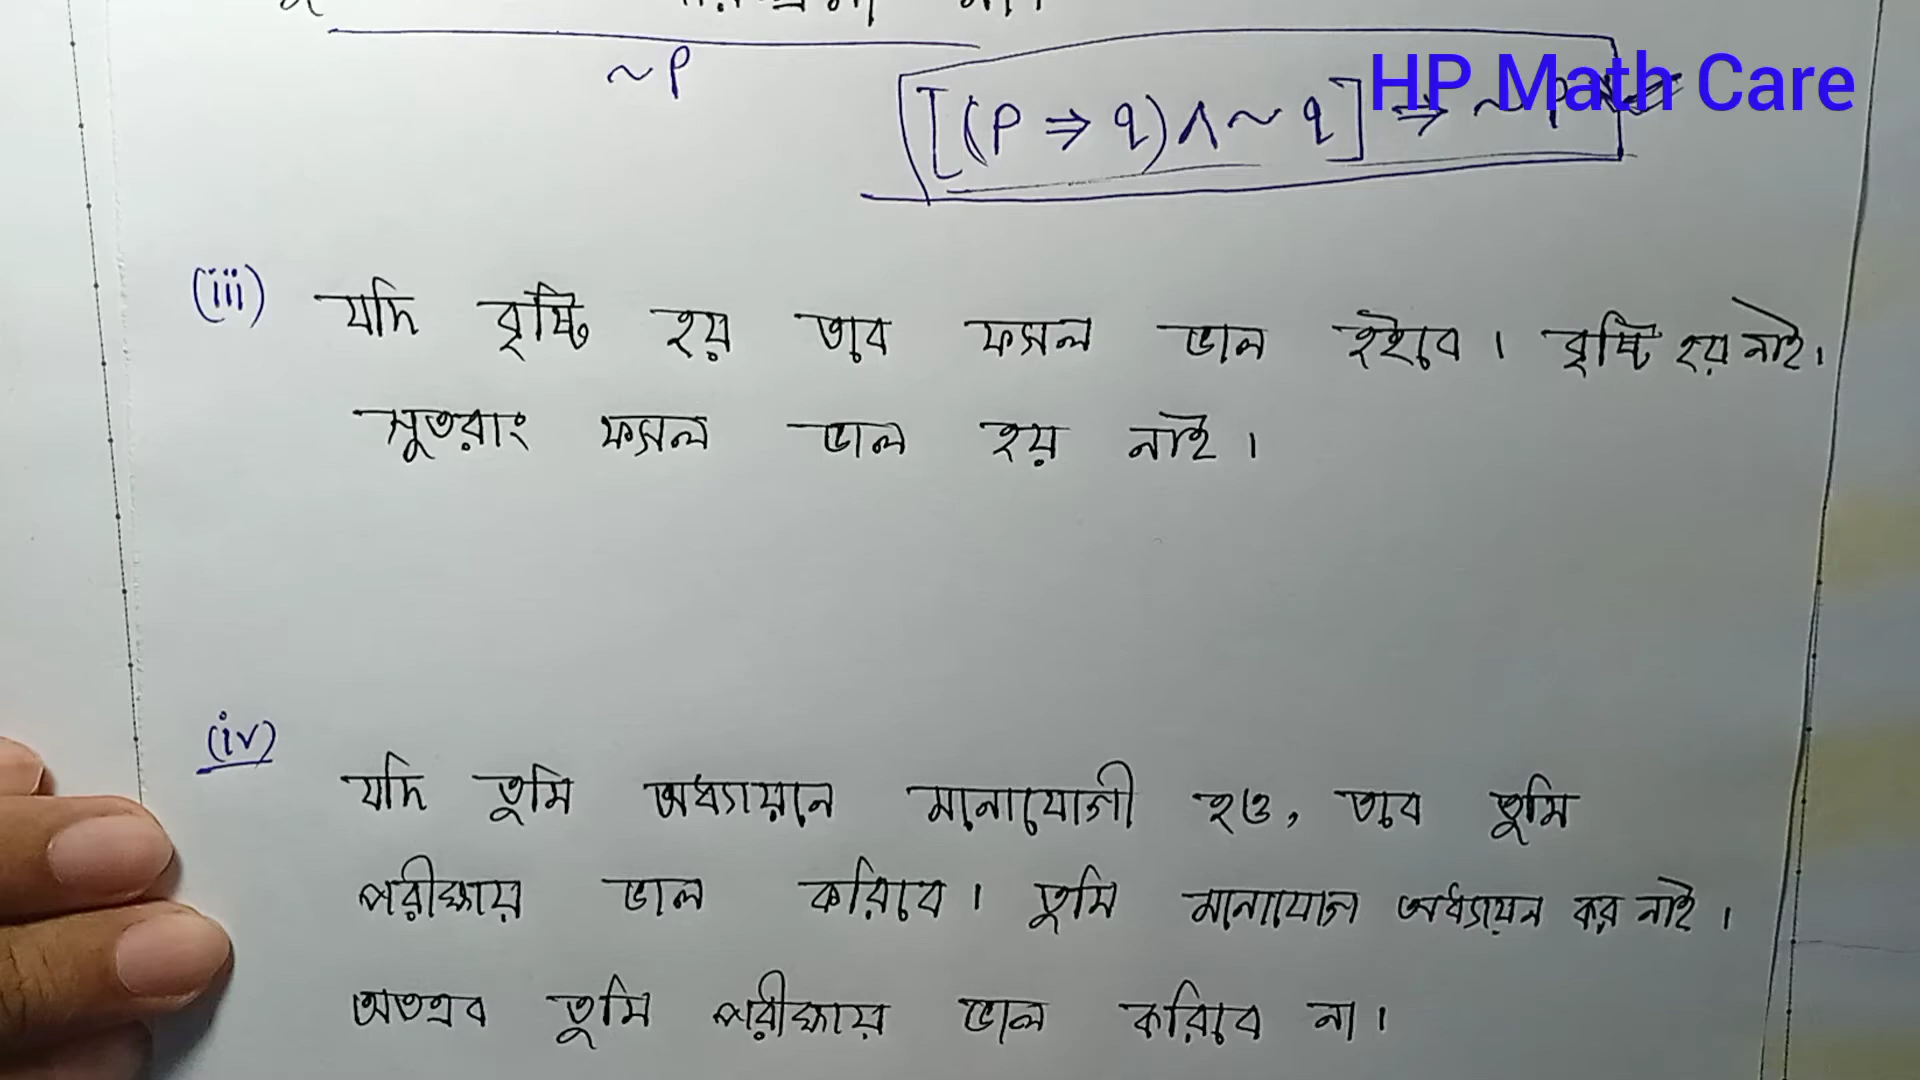 ~p
HP Math Care
[(p ⇒ q) ∧ ~ q] ⇒ ~p
(iii) যদি বৃষ্টি হয় তবে ফসল ভাল হইবে। বৃষ্টি হয় নাই।
সুতরাং ফসল ভাল হয় নাই।
(iv)
যদি তুমি অধ্যয়নে মনোযোগী হও, তবে তুমি
পরীক্ষায় ভাল করিবে। তুমি মনোযোগ অধ্যয়ন কর নাই।
অতএব তুমি পরীক্ষায় ভাল করিবে না।